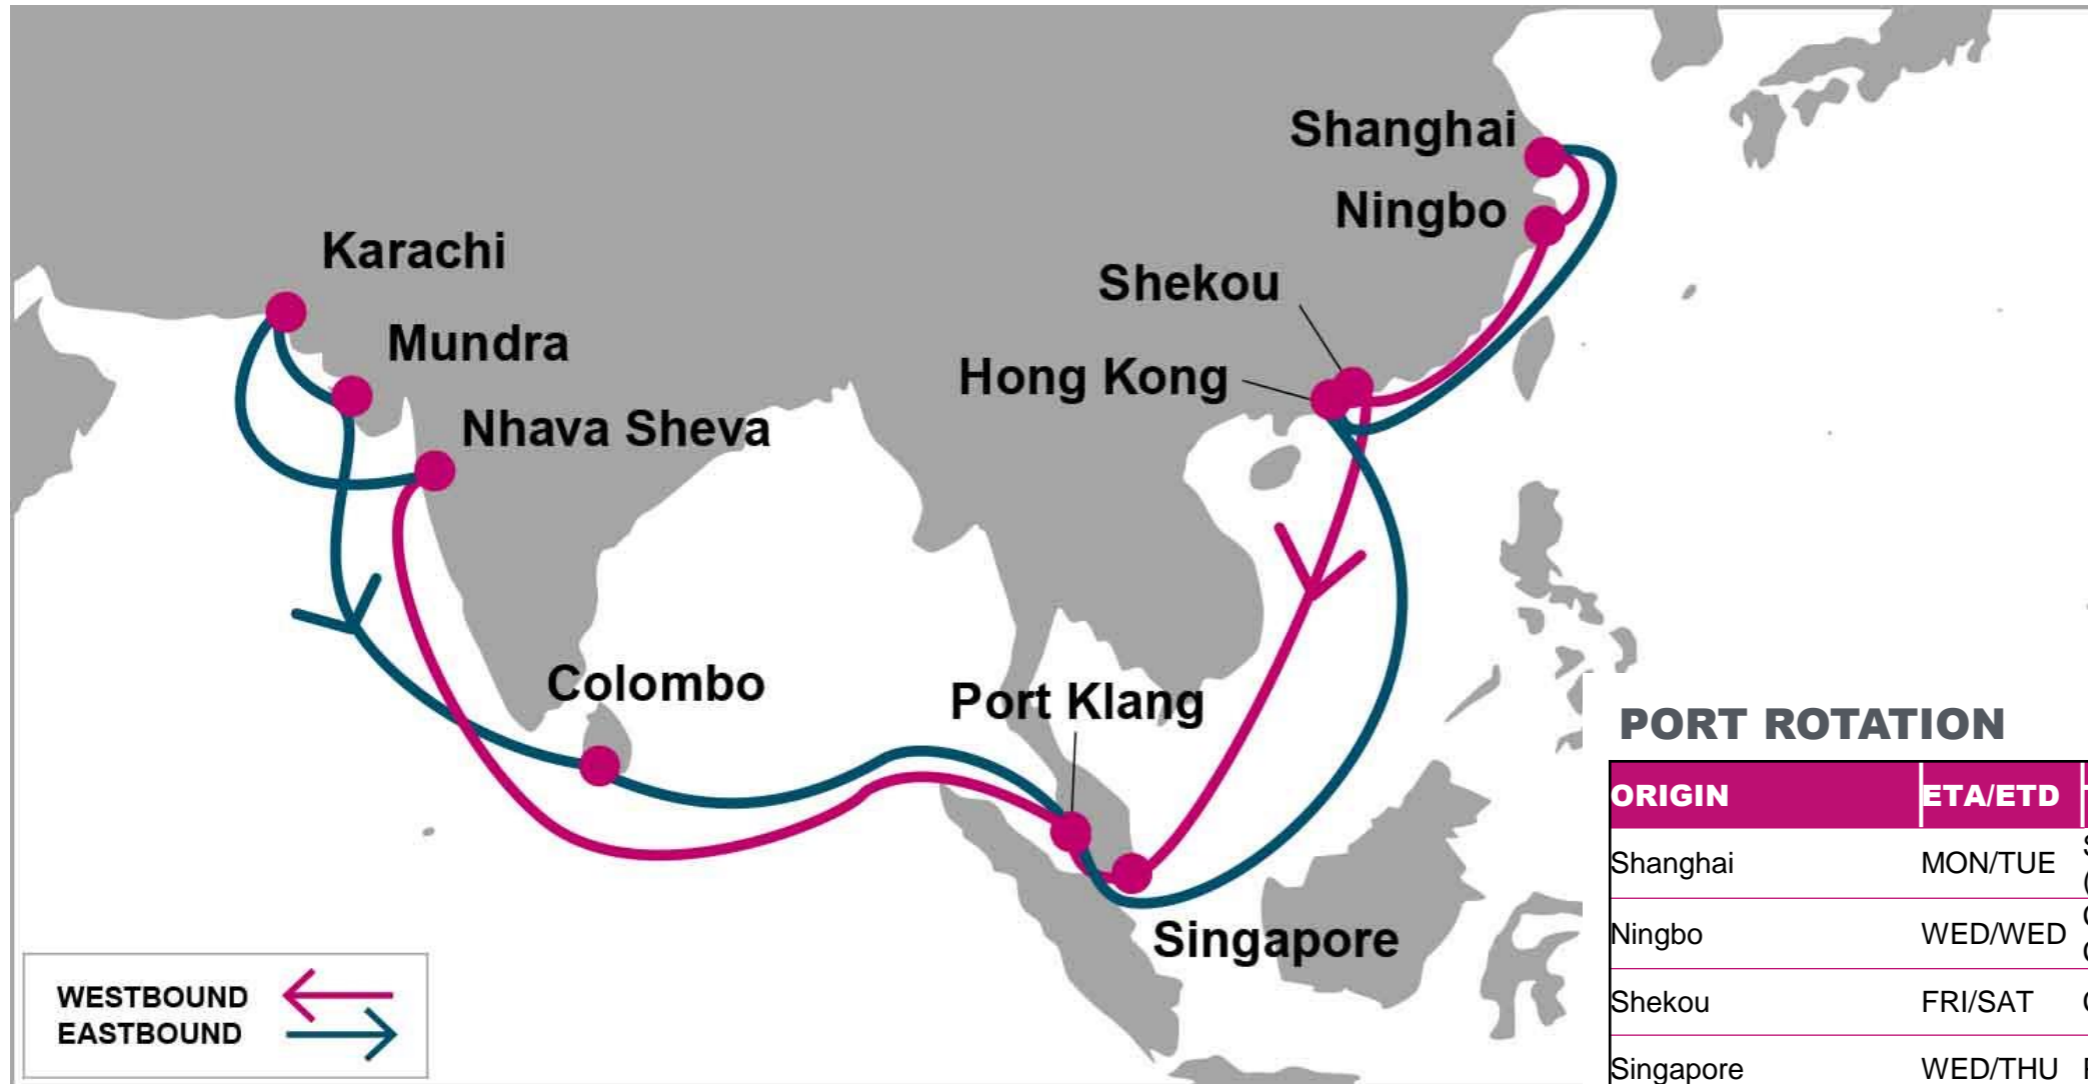 Shanghai
Ningbo
Karachi
Shekou
Mundra
Hong Kong
Nhava Sheva
Colombo
Port Klang
Singapore
WESTBOUND
EASTBOUND
PORT ROTATION
ORIGIN ETA/ETD
Shanghai MON/TUE
Ningbo WED/WED
Shekou FRI/SAT
Singapore WED/THU